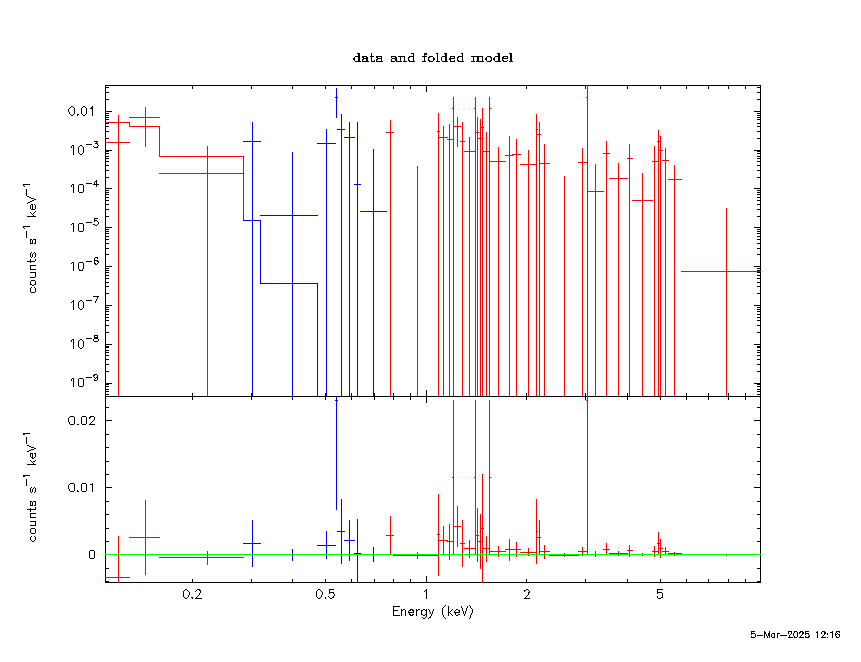 data and folded model
counts s⁻¹ keV⁻¹
0.01
10⁻³
10⁻⁴
10⁻⁵
10⁻⁶
10⁻⁷
10⁻⁸
10⁻⁹
counts s⁻¹ keV⁻¹
0.02
0.01
0
0.2 0.5 1 2 5
Energy (keV)
5-Mar-2025 12:16